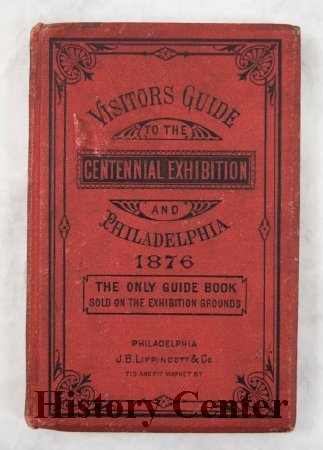 VISITORS GUIDE
TO THE
CENTENNIAL EXHIBITION
AND
PHILADELPHIA
1876
THE ONLY GUIDE BOOK
SOLD ON THE EXHIBITION GROUNDS
PHILADELPHIA
J.B. LIPPINCOTT & CO.
715 AND 717 MARKET ST
History Center